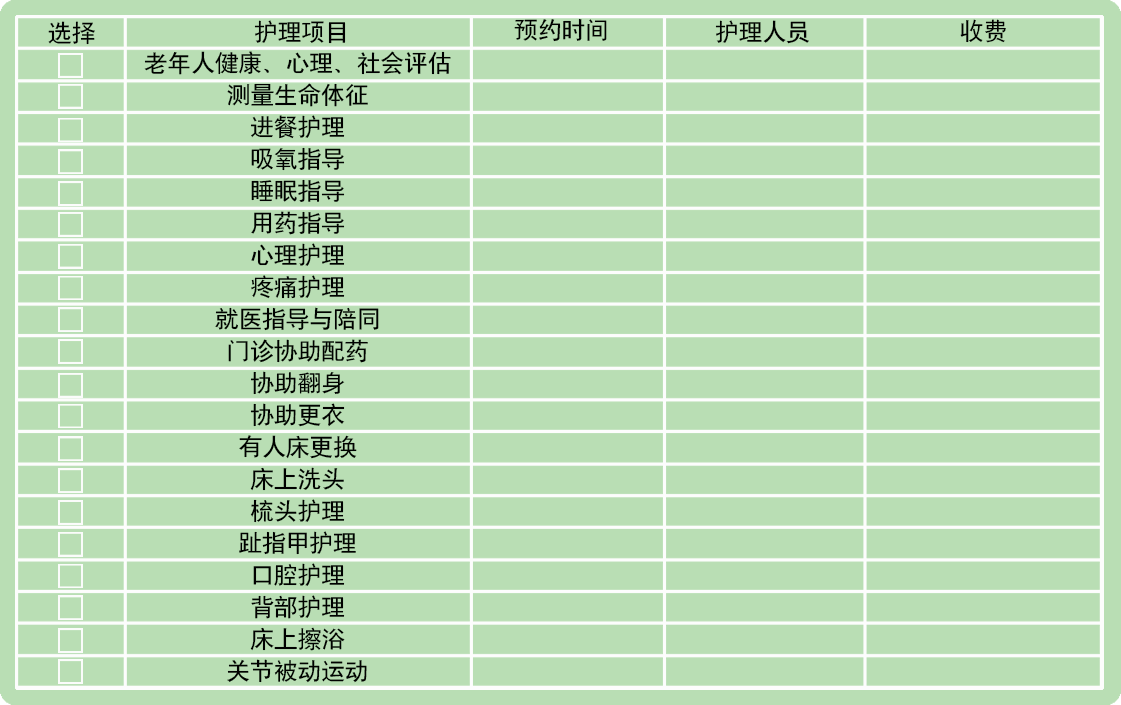 选择 护理项目 预约时间 护理人员 收费
老年人健康、心理、社会评估
测量生命体征
进餐护理
吸氧指导
睡眠指导
用药指导
心理护理
疼痛护理
就医指导与陪同
门诊协助配药
协助翻身
协助更衣
有人床更换
床上洗头
梳头护理
趾指甲护理
口腔护理
背部护理
床上擦浴
关节被动运动